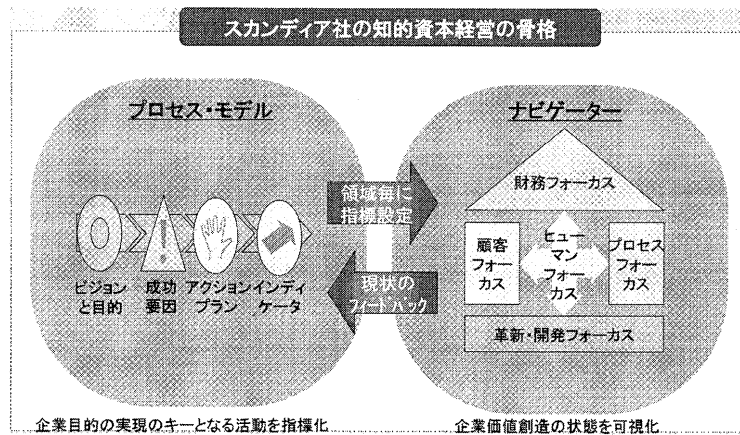 スカンディア社の知的資本経営の骨格
プロセス・モデル
ビジョン
と目的
成功
要因
アクション
プラン
インディ
ケータ
企業目的の実現のキーとなる活動を指標化
領域毎に
指標設定
現状の
フィードバック
ナビゲーター
財務フォーカス
顧客
フォー
カス
ヒュー
マン
フォー
カス
プロセス
フォー
カス
革新・開発フォーカス
企業価値創造の状態を可視化